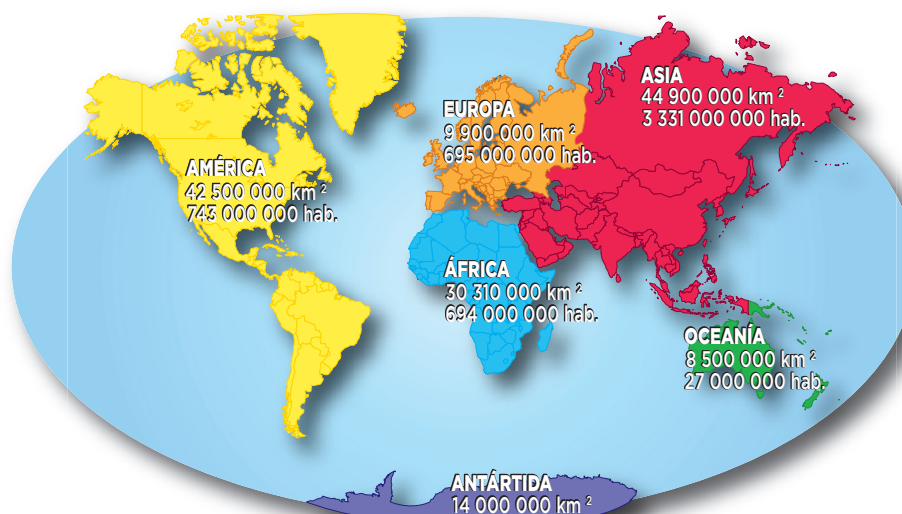 AMÉRICA
42 500 000 km ²
743 000 000 hab.
EUROPA
9 900 000 km ²
695 000 000 hab.
ASIA
44 900 000 km ²
3 331 000 000 hab.
ÁFRICA
30 310 000 km ²
694 000 000 hab.
OCEANÍA
8 500 000 km ²
27 000 000 hab.
ANTÁRTIDA
14 000 000 km ²